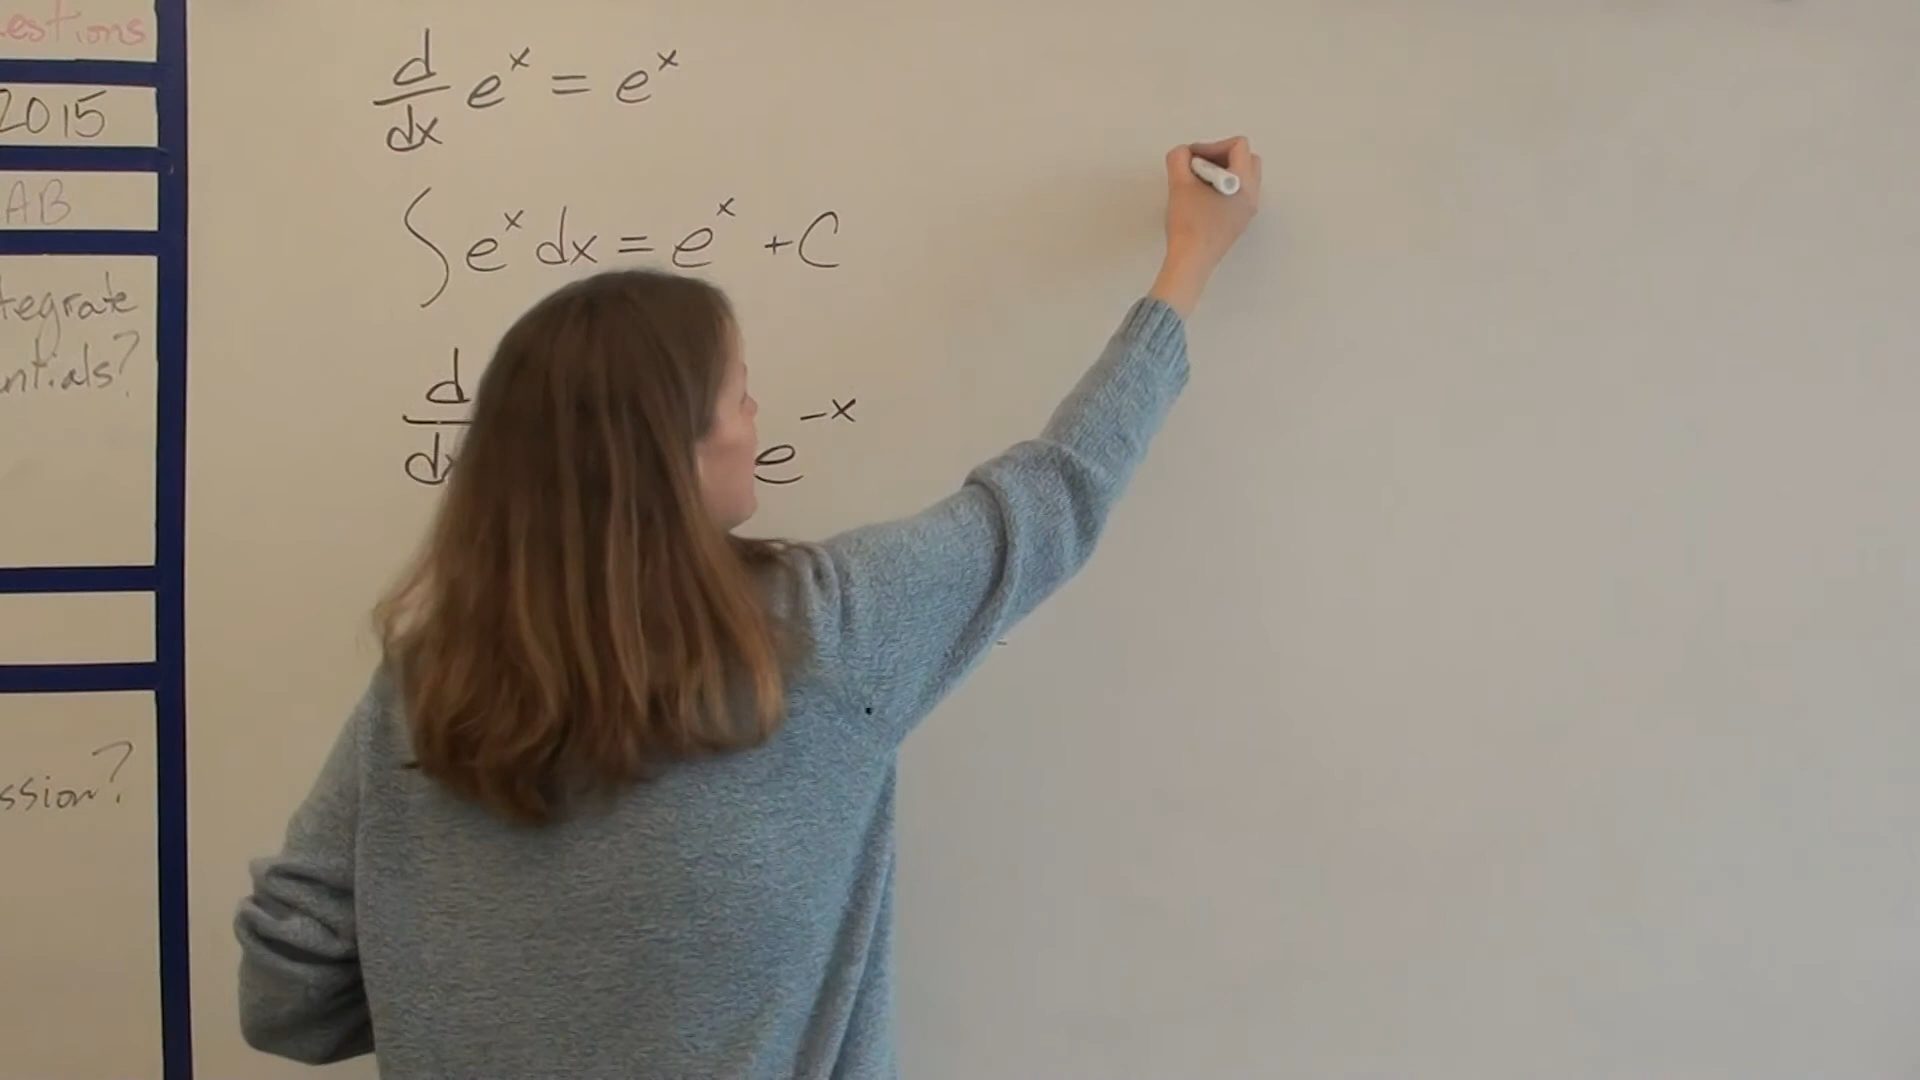 estions
2015
AB
tegrate
ntials?
ssion?
d/dx e^x = e^x
∫ e^x dx = e^x + C
d/dx e^-x